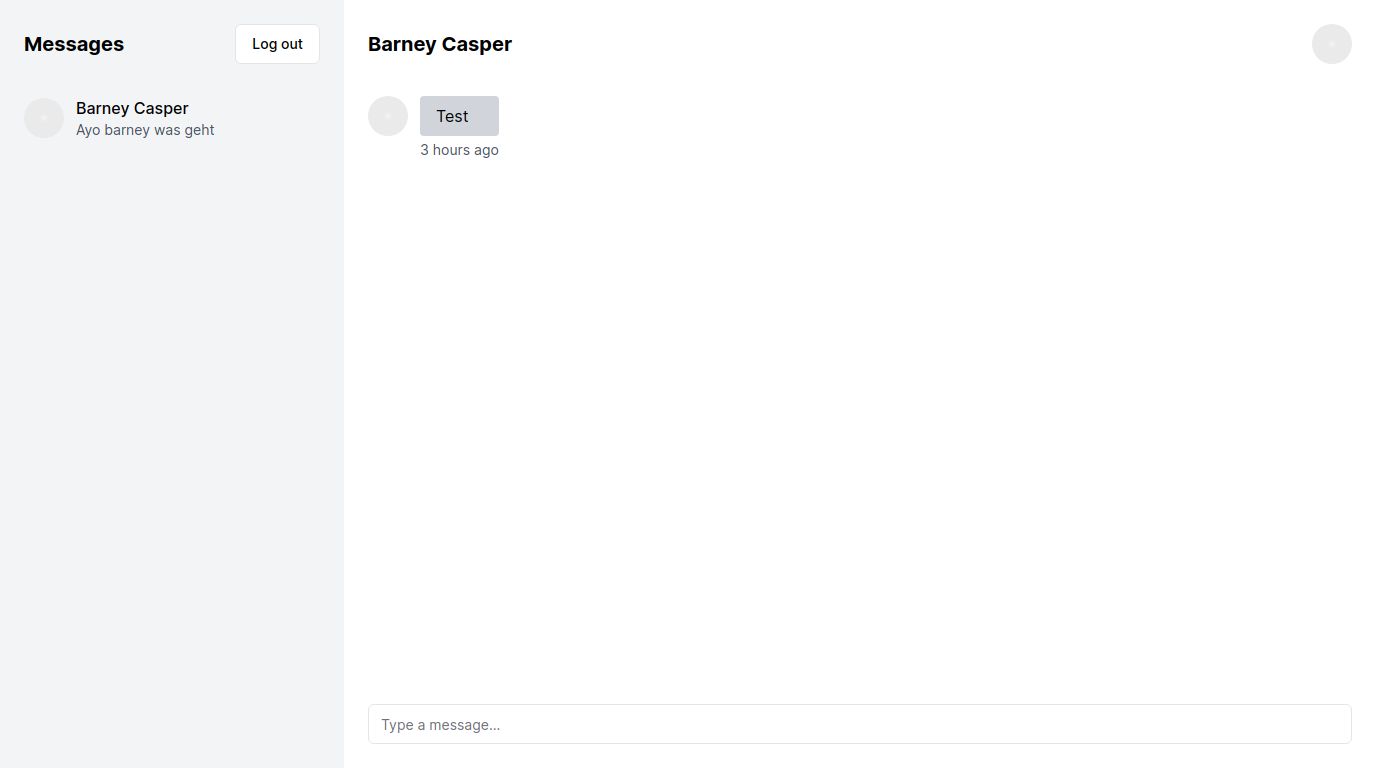 Messages
Log out
Barney Casper
Ayo barney was geht
Barney Casper
Test
3 hours ago
Type a message...